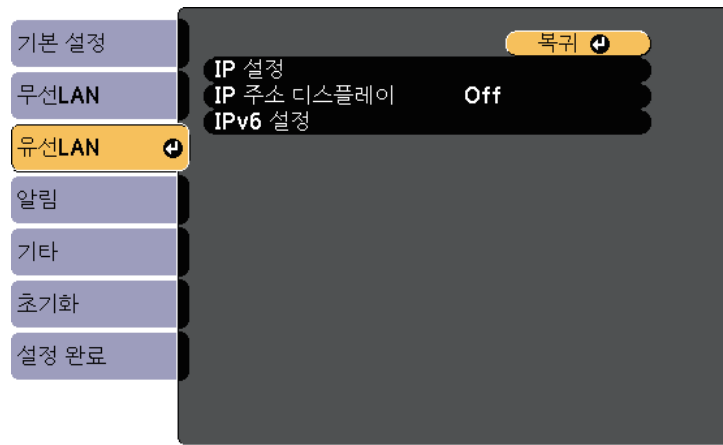 기본 설정
무선LAN
유선LAN
알림
기타
초기화
설정 완료
복귀
IP 설정
IP 주소 디스플레이 Off
IPv6 설정